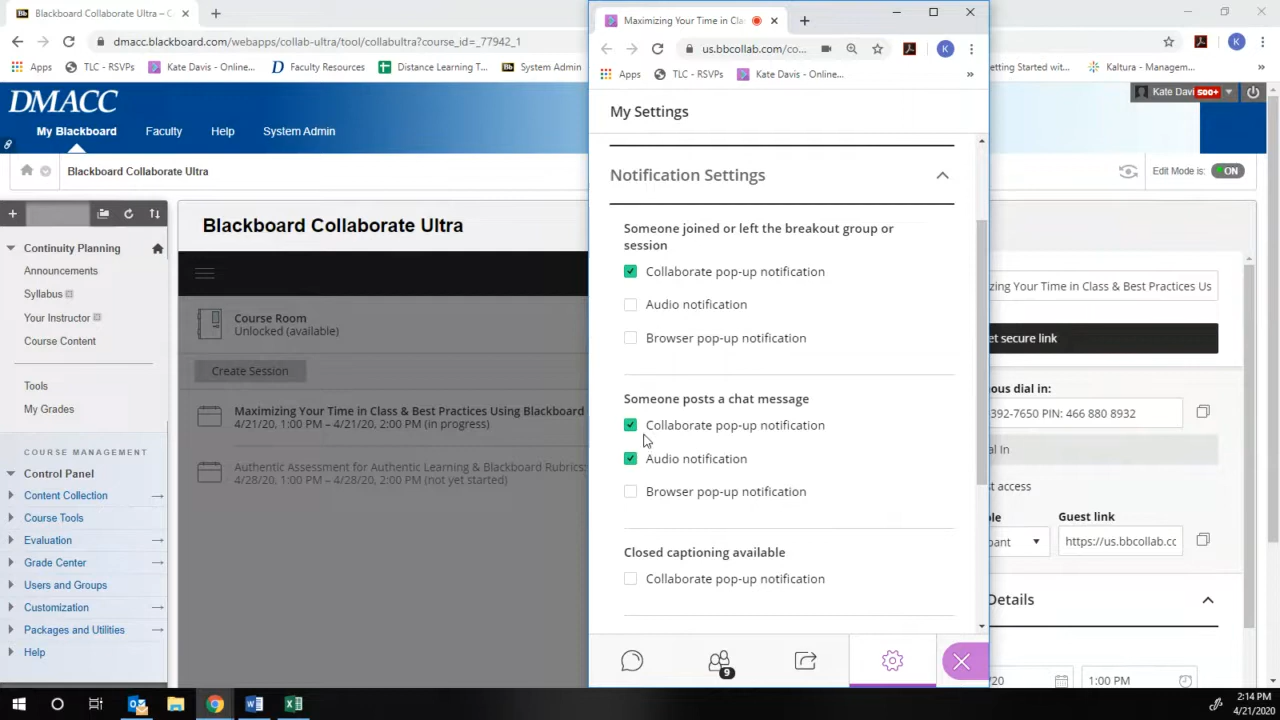 Blackboard Collaborate Ultra – C
Maximizing Your Time in Cla
dmacc.blackboard.com/webapps/collab-ultra/tool/collabultra?course_id=_77942_1
us.bbcollab.com/co...
K
K
Apps
TLC - RSVPs
Kate Davis - Online...
Faculty Resources
Distance Learning T...
System Admin
Apps
TLC - RSVPs
Kate Davis - Online...
»
Getting Started with...
Kaltura - Managem...
»
DMACC
Kate Davi
500+
My Blackboard
Faculty
Help
System Admin
Blackboard Collaborate Ultra
Edit Mode is:
ON
Continuity Planning
Announcements
Syllabus
Your Instructor
Course Content
Tools
My Grades
COURSE MANAGEMENT
Control Panel
Content Collection
Course Tools
Evaluation
Grade Center
Users and Groups
Customization
Packages and Utilities
Help
Blackboard Collaborate Ultra
Course Room
Unlocked (available)
Create Session
Maximizing Your Time in Class & Best Practices Using Blackboard
4/21/20, 1:00 PM – 4/21/20, 2:00 PM (in progress)
Authentic Assessment for Authentic Learning & Blackboard Rubrics:
4/28/20, 1:00 PM – 4/28/20, 2:00 PM (not yet started)
My Settings
Notification Settings
Someone joined or left the breakout group or
session
Collaborate pop-up notification
Audio notification
Browser pop-up notification
Someone posts a chat message
Collaborate pop-up notification
Audio notification
Browser pop-up notification
Closed captioning available
Collaborate pop-up notification
9
zing Your Time in Class & Best Practices Us
et secure link
ous dial in:
392-7650 PIN: 466 880 8932
l In
t access
le
Guest link
pant
https://us.bbcollab.cc
Details
20
1:00 PM
2:14 PM
4/21/2020